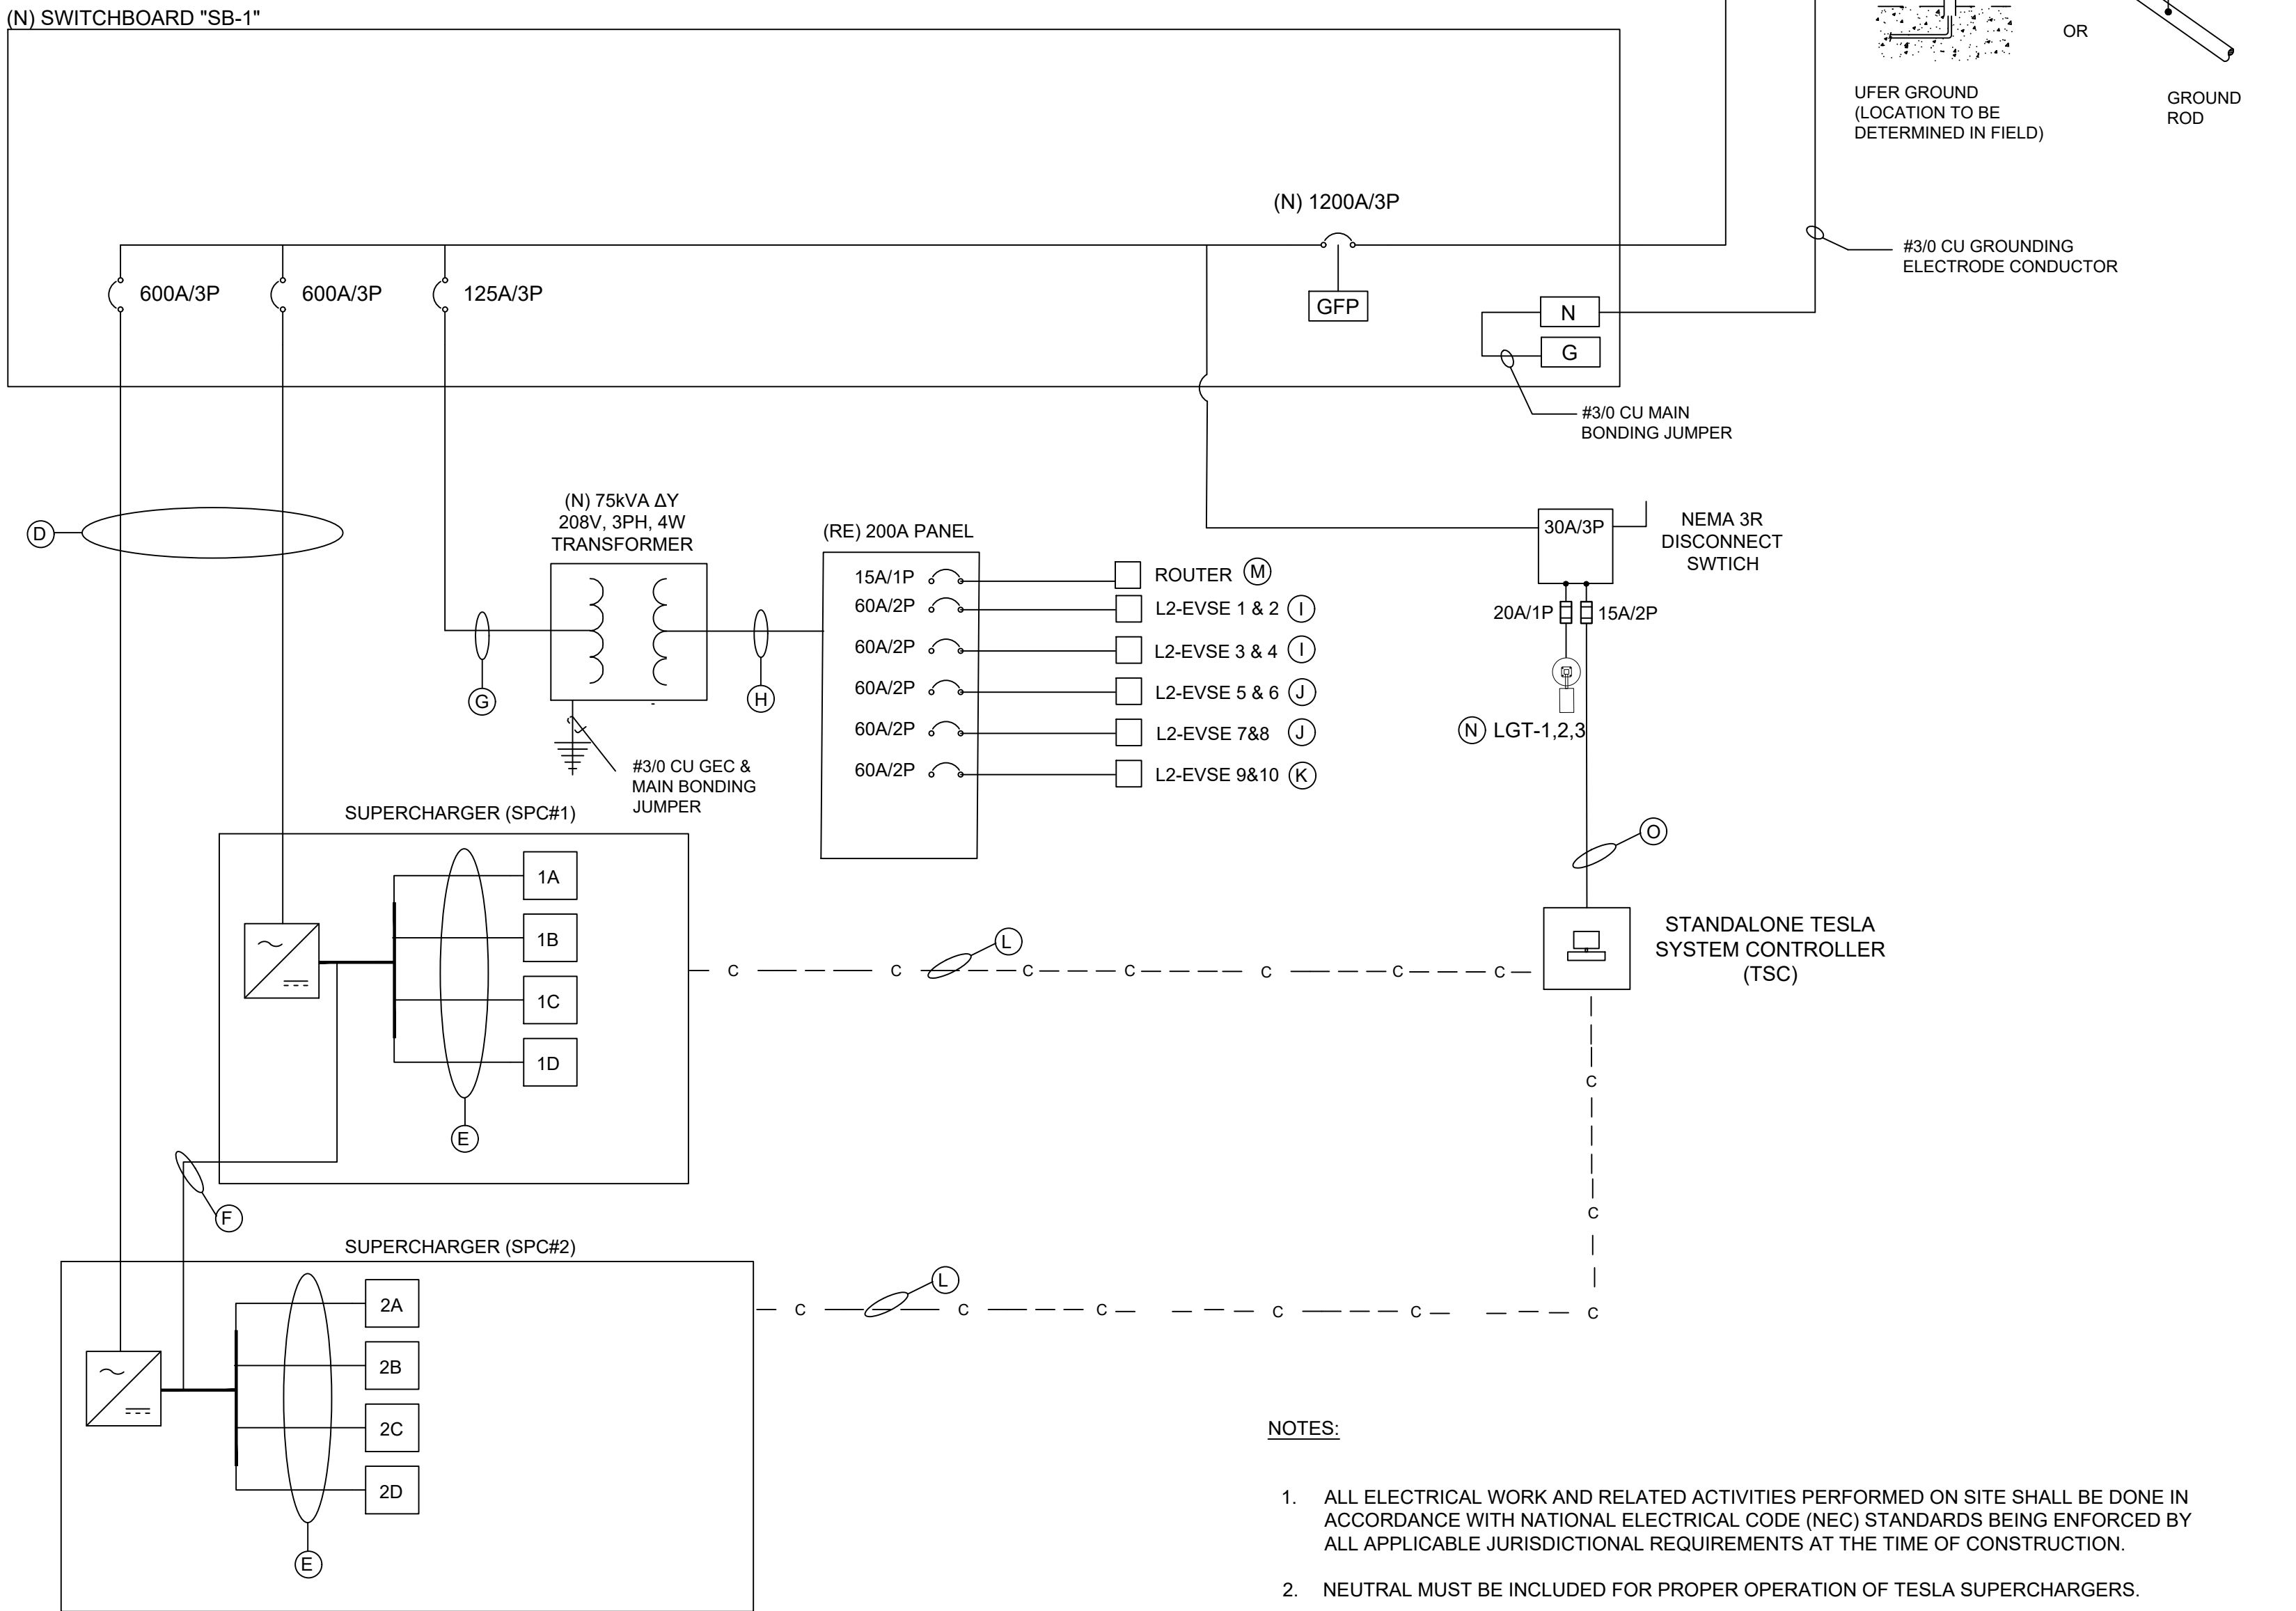 (N) SWITCHBOARD "SB-1"
OR
UFER GROUND
(LOCATION TO BE
DETERMINED IN FIELD)
GROUND
ROD
(N) 1200A/3P
GFP
600A/3P
600A/3P
125A/3P
N
G
#3/0 CU GROUNDING
ELECTRODE CONDUCTOR
#3/0 CU MAIN
BONDING JUMPER
D
(N) 75kVA ΔY
208V, 3PH, 4W
TRANSFORMER
G
H
#3/0 CU GEC &
MAIN BONDING
JUMPER
(RE) 200A PANEL
15A/1P ROUTER M
60A/2P L2-EVSE 1 & 2 I
60A/2P L2-EVSE 3 & 4 I
60A/2P L2-EVSE 5 & 6 J
60A/2P L2-EVSE 7&8 J
60A/2P L2-EVSE 9&10 K
30A/3P
NEMA 3R
DISCONNECT
SWTICH
20A/1P
15A/2P
N LGT-1,2,3
O
SUPERCHARGER (SPC#1)
1A
1B
1C
1D
E
F
L
C C C C C C C
STANDALONE TESLA
SYSTEM CONTROLLER
(TSC)
C
C
SUPERCHARGER (SPC#2)
2A
2B
2C
2D
E
L
C C C C C C
NOTES:
1. ALL ELECTRICAL WORK AND RELATED ACTIVITIES PERFORMED ON SITE SHALL BE DONE IN
ACCORDANCE WITH NATIONAL ELECTRICAL CODE (NEC) STANDARDS BEING ENFORCED BY
ALL APPLICABLE JURISDICTIONAL REQUIREMENTS AT THE TIME OF CONSTRUCTION.
2. NEUTRAL MUST BE INCLUDED FOR PROPER OPERATION OF TESLA SUPERCHARGERS.